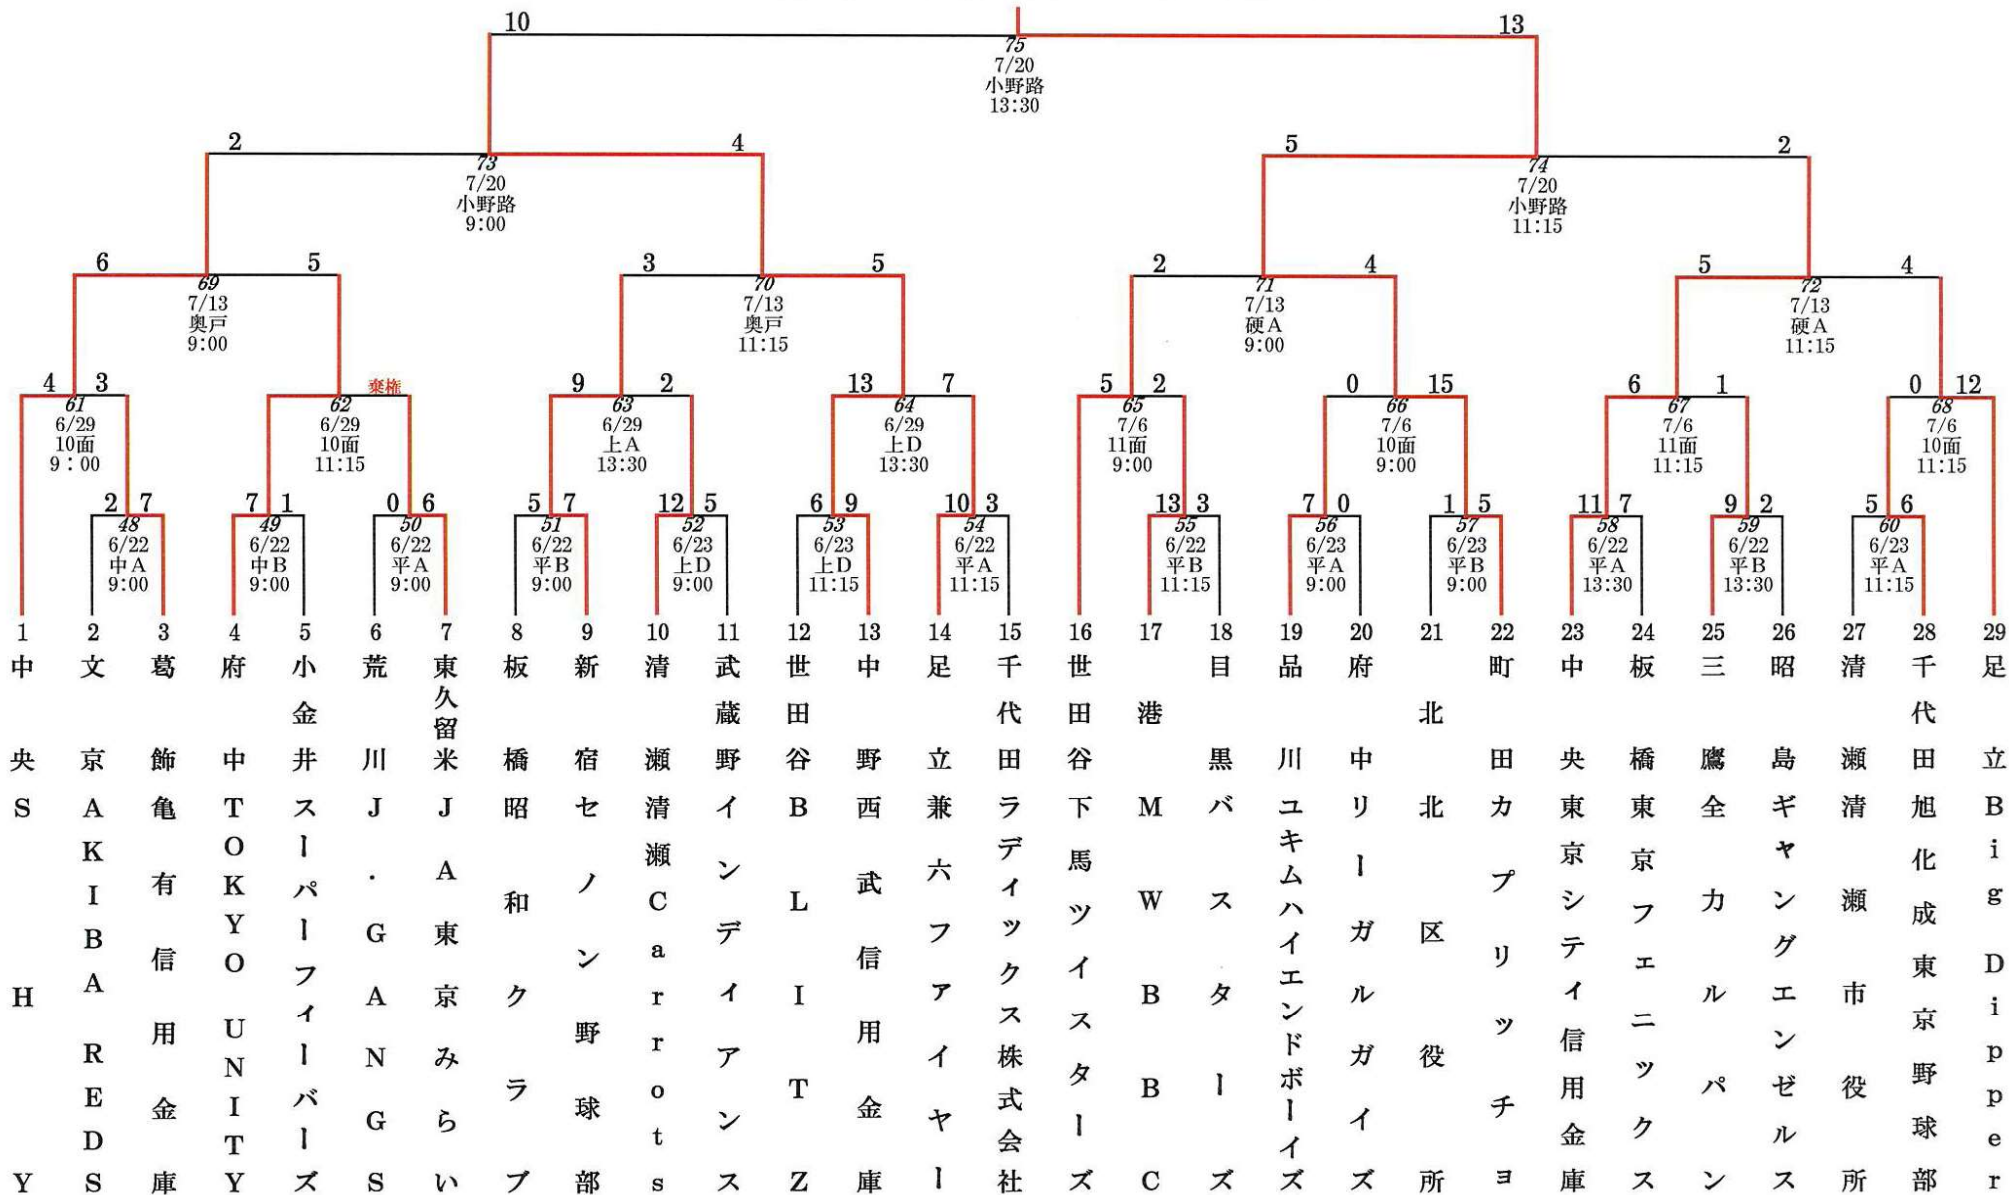 10 13
75
7/20
小野路
13:30
2 4 5 2
73
7/20
小野路
9:00
74
7/20
小野路
11:15
6 5 3 5 2 4 5 4
69
7/13
奥戸
9:00
70
7/13
奥戸
11:15
71
7/13
硬A
9:00
72
7/13
硬A
11:15
4 3 棄権 9 2 13 7 5 2 0 15 6 1 0 12
61
6/29
10面
9:00
62
6/29
10面
11:15
63
6/29
上A
13:30
64
6/29
上D
13:30
65
7/6
11面
9:00
66
7/6
10面
9:00
67
7/6
11面
11:15
68
7/6
10面
11:15
2 7 7 1 0 6 5 7 12 5 6 9 10 3 13 3 7 0 1 5 11 7 9 2 5 6
48
6/22
中A
9:00
49
6/22
中B
9:00
50
6/22
平A
9:00
51
6/22
平B
9:00
52
6/23
上D
9:00
53
6/23
上D
11:15
54
6/22
平A
11:15
55
6/22
平B
11:15
56
6/23
平A
9:00
57
6/23
平B
9:00
58
6/22
平A
13:30
59
6/22
平B
13:30
60
6/23
平A
11:15
1 中央 SHY
2 文京 AKIBA REDS
3 葛飾 亀有信用金庫
4 府中 TOKYO UNITY
5 小金井 スーパーフィーバーズ
6 荒川 J.GANGS
7 東久留米 JA東京みらい
8 板橋 昭和クラブ
9 新宿 セノン野球部
10 清瀬 清瀬Carrots
11 武蔵野 インディアンス
12 世田谷 BLITZ
13 中野 西武信用金庫
14 足立 兼六ファイヤー
15 千代田 ラディックス株式会社
16 世田谷 下馬ツイスターズ
17 港 MWBBC
18 目黒 バスターズ
19 品川 ユキムハイエンドボーイズ
20 府中 リーガルガイズ
21 北 北区役所
22 町田 カプリッチョ
23 中央 東京シティ信用金庫
24 板橋 東京フェニックス
25 三鷹 全力ルパン
26 昭島 ギャングエンゼルス
27 清瀬 清瀬市役所
28 千代田 旭化成東京野球部
29 足立 Big Dipper